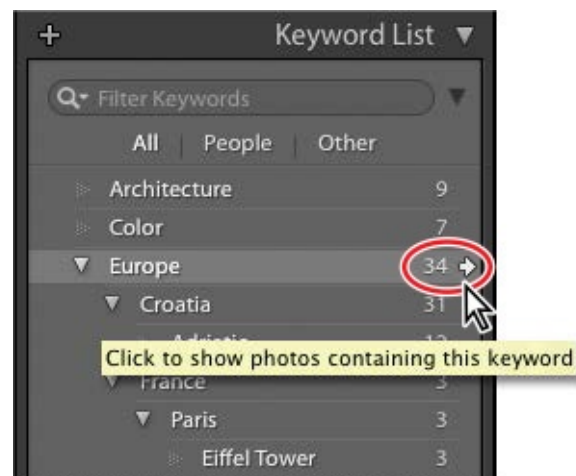 Keyword List
Filter Keywords
All People Other
Architecture 9
Color 7
Europe 34
Croatia 31
Click to show photos containing this keyword
France 3
Paris 3
Eiffel Tower 3